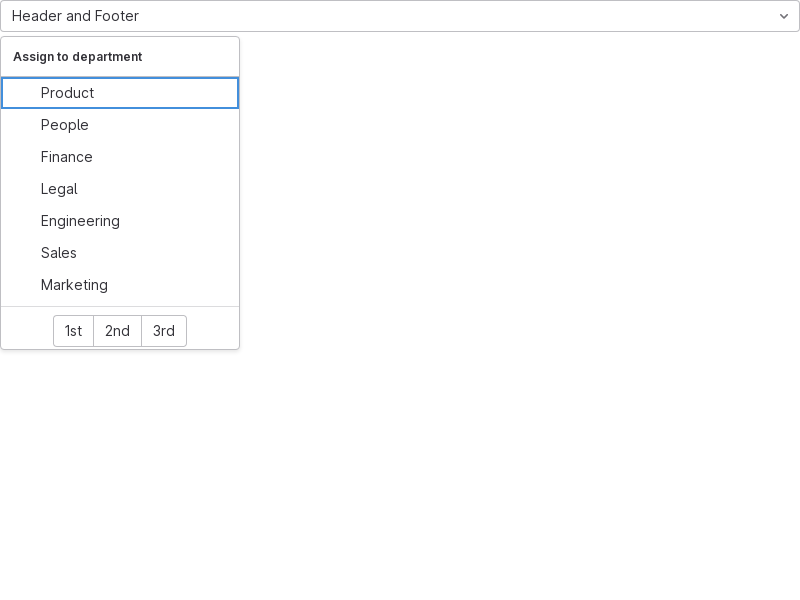 Header and Footer
Assign to department
Product
People
Finance
Legal
Engineering
Sales
Marketing
1st 2nd 3rd